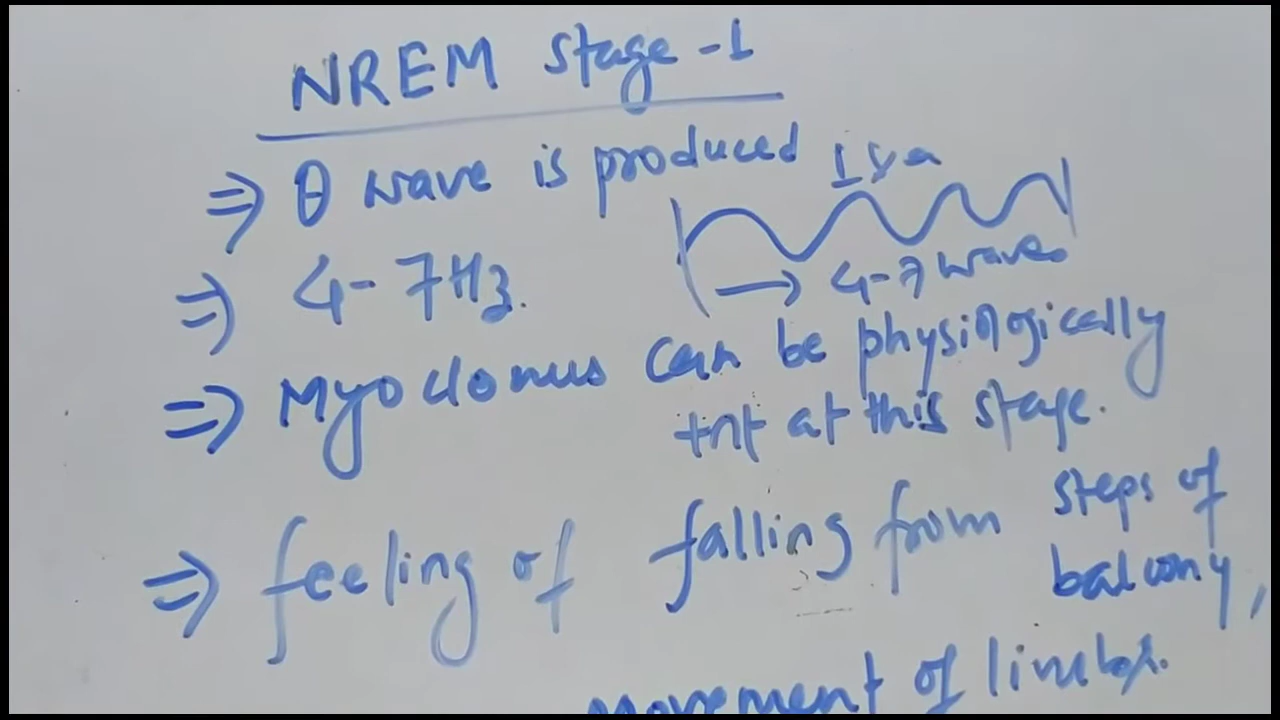 NREM Stage -1
⇒ θ wave is produced
1 sec
⇒ 4-7Hz.
→ 4-7 waves
⇒ Myoclonus can be physiologically
+nt at this stage.
⇒ feeling of falling from steps of
balcony,
movement of limbs.